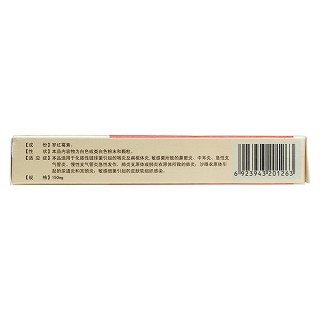 【成　份】罗红霉素。
【性　状】本品内容物为白色或类白色粉末和颗粒。
【适 应 症】本品适用于化脓性链球菌引起的咽炎及扁桃体炎，敏感菌所致的鼻窦炎、中耳炎、急性支
气管炎、慢性支气管炎急性发作，肺炎支原体或肺炎衣原体所致的肺炎；沙眼衣原体引
起的尿道炎和宫颈炎；敏感细菌引起的皮肤软组织感染。
【规　格】150mg
6 923943 201263